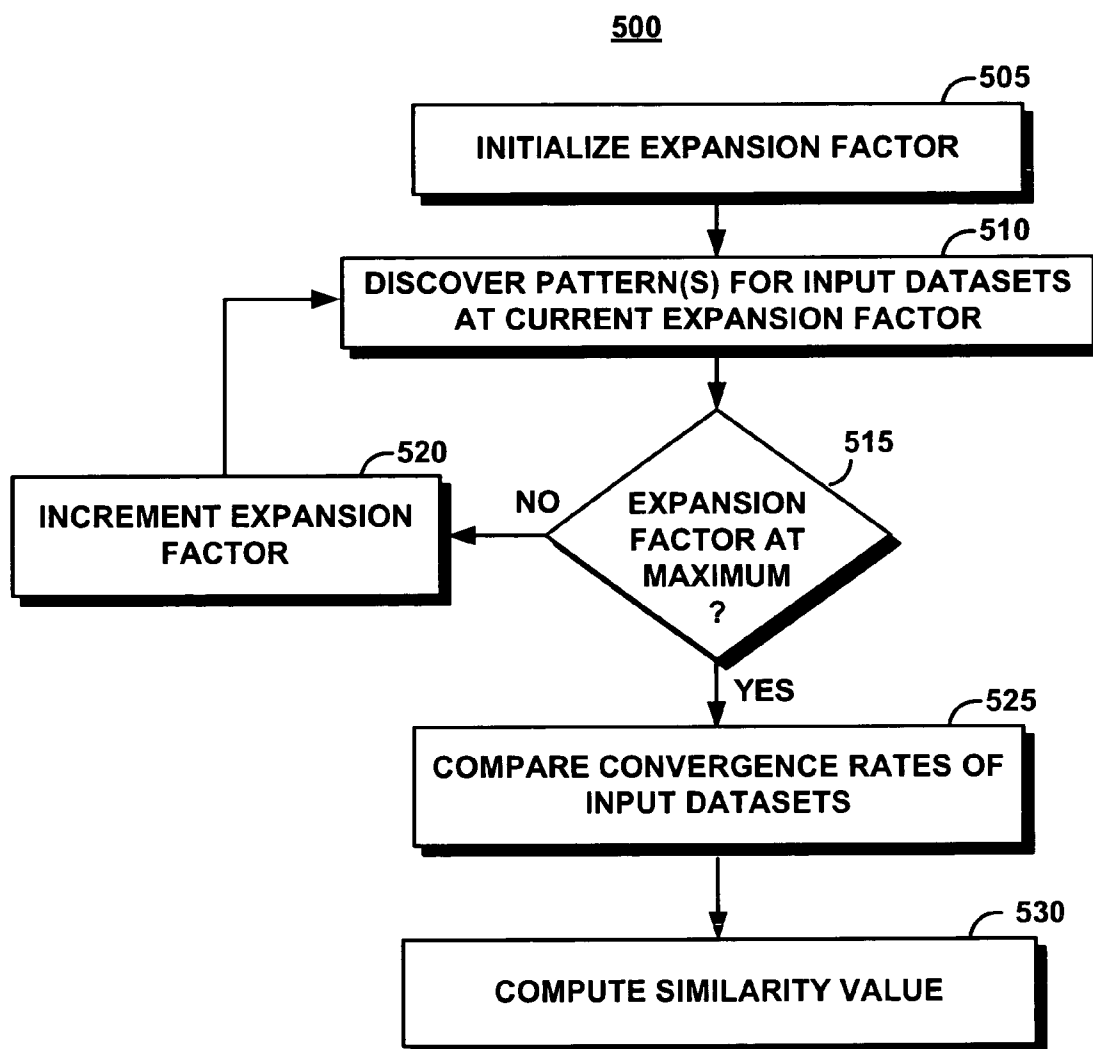 500
505
INITIALIZE EXPANSION FACTOR
510
DISCOVER PATTERN(S) FOR INPUT DATASETS
AT CURRENT EXPANSION FACTOR
515
EXPANSION
FACTOR AT
MAXIMUM
?
NO
520
INCREMENT EXPANSION
FACTOR
YES
525
COMPARE CONVERGENCE RATES OF
INPUT DATASETS
530
COMPUTE SIMILARITY VALUE